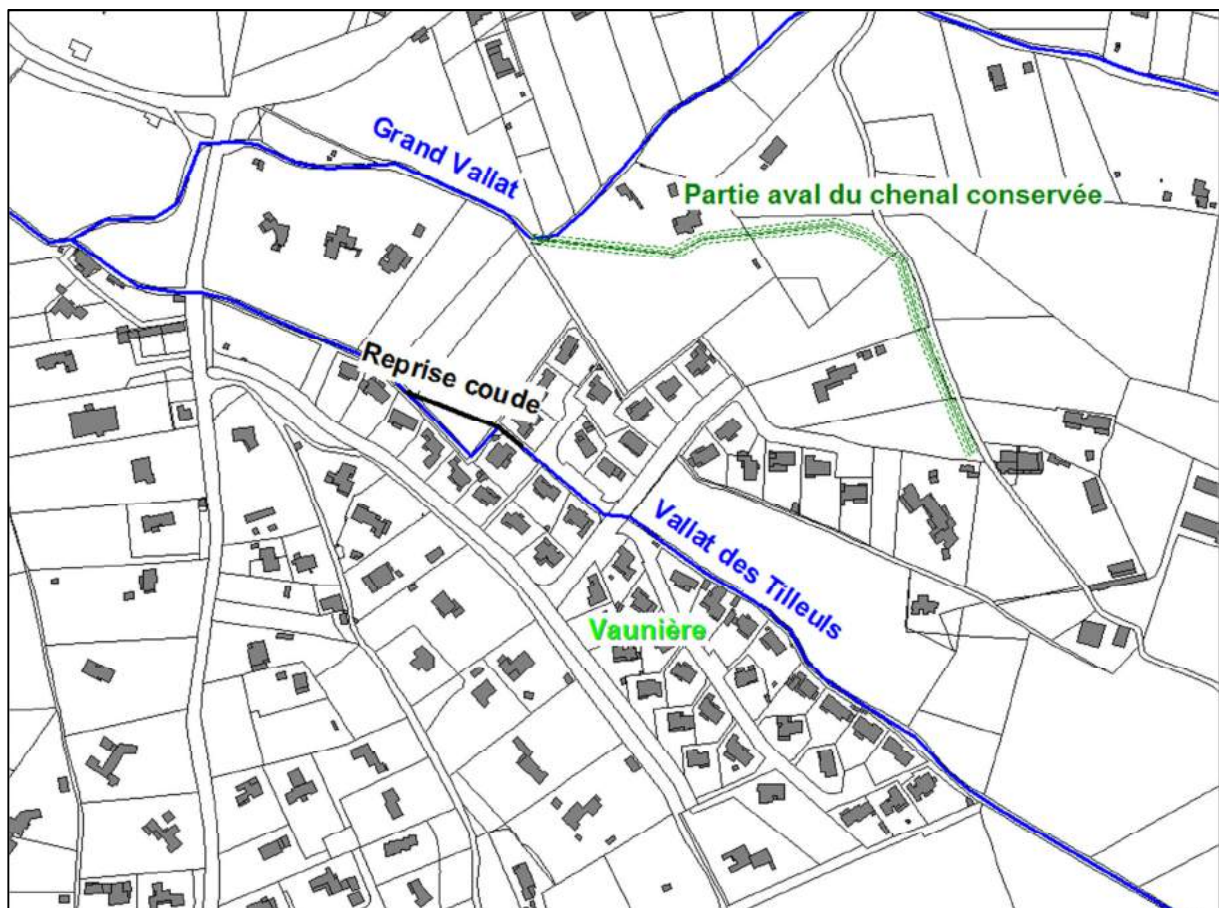 Grand Vallat
Partie aval du chenal conservée
Reprise coude
Vallat des Tilleuls
Vaunière